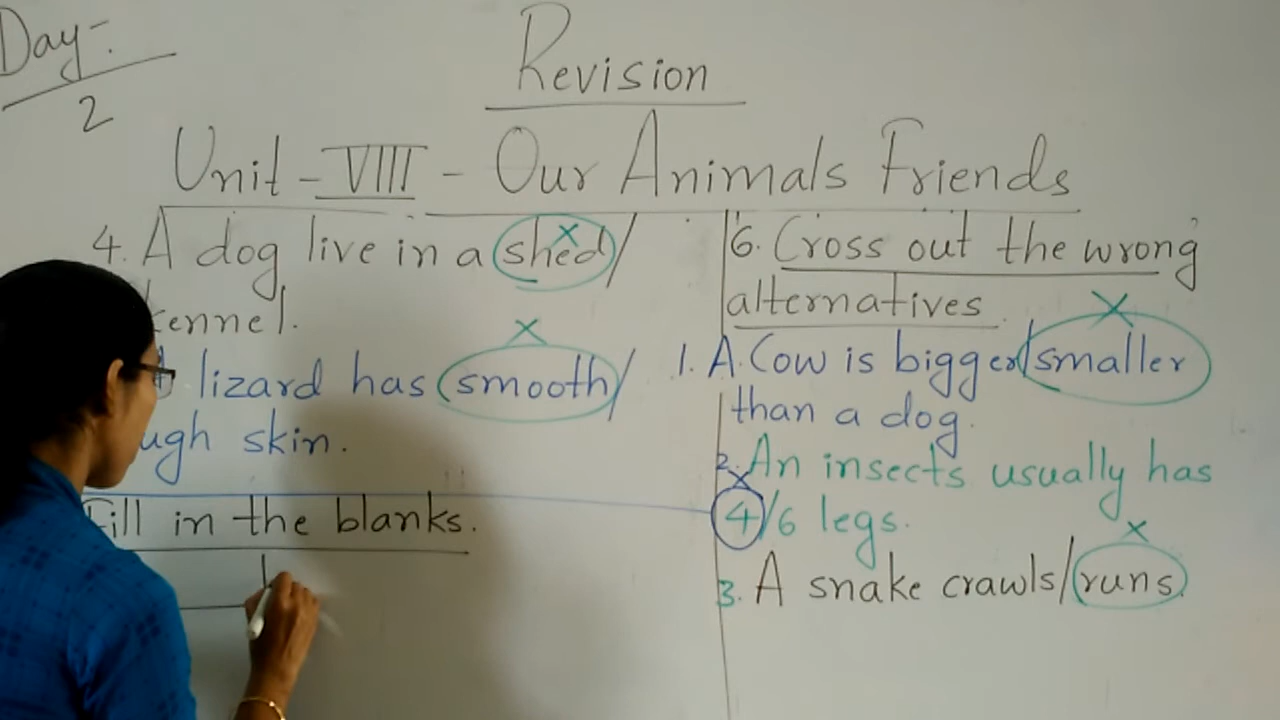 Day:-
2
Revision
Unit - VIII - Our Animals Friends
4. A dog live in a shed/
kennel.
lizard has smooth/
skin.
Fill in the blanks.
6. Cross out the wrong
alternatives.
1. A Cow is bigger/smaller
than a dog.
2. An insects usually has
4/6 legs.
3. A snake crawls/runs.